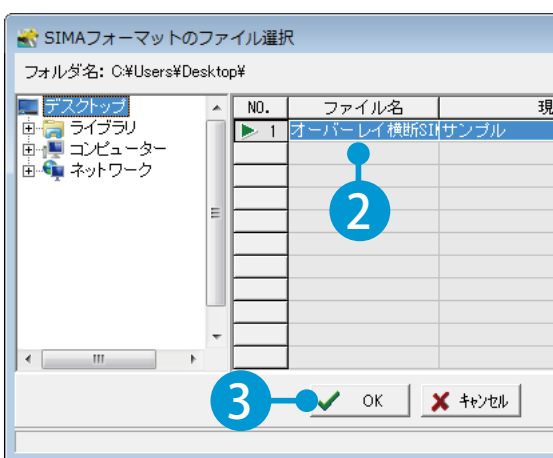 SIMAフォーマットのファイル選択
フォルダ名: C:¥Users¥Desktop¥
デスクトップ
ライブラリ
コンピューター
ネットワーク
NO. ファイル名 現
1 オーバーレイ横断SI サンプル
2
3 OK キャンセル